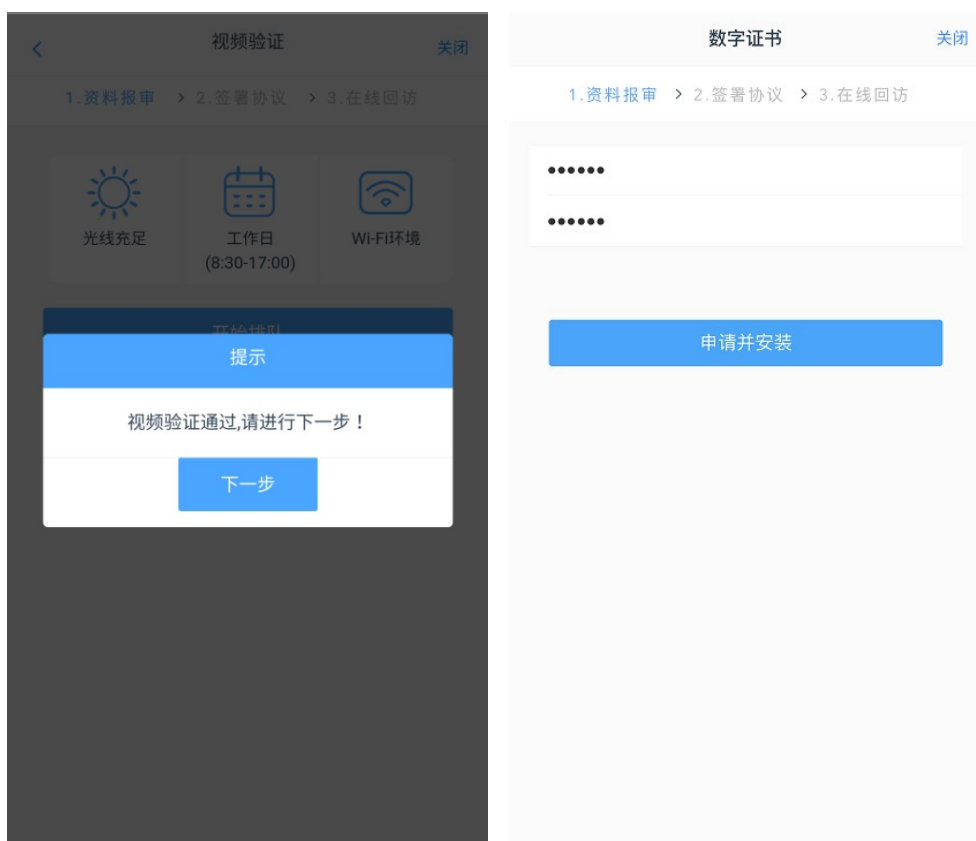 视频验证
关闭
1.资料报审 > 2.签署协议 > 3.在线回访
光线充足
工作日
(8:30-17:00)
Wi-Fi环境
开始排队
提示
视频验证通过,请进行下一步！
下一步
数字证书
关闭
1.资料报审 > 2.签署协议 > 3.在线回访
••••••
••••••
申请并安装